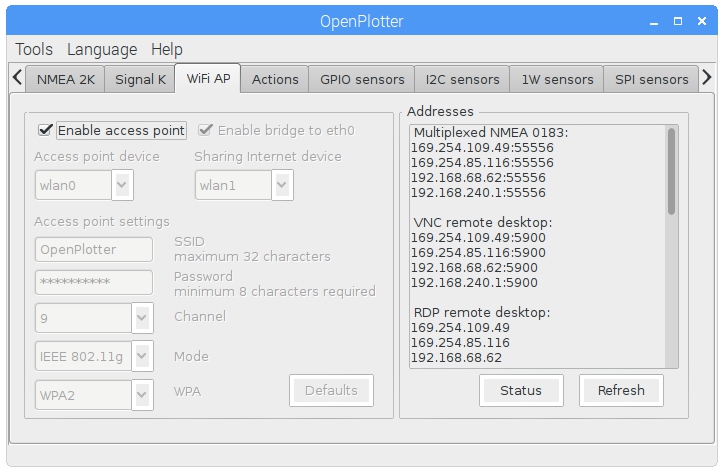 OpenPlotter
Tools Language Help
NMEA 2K Signal K WiFi AP Actions GPIO sensors I2C sensors 1W sensors SPI sensors
Enable access point Enable bridge to eth0
Access point device Sharing Internet device
wlan0 wlan1
Access point settings
OpenPlotter SSID
maximum 32 characters
********** Password
minimum 8 characters required
9 Channel
IEEE 802.11g Mode
WPA2 WPA
Defaults
Addresses
Multiplexed NMEA 0183:
169.254.109.49:55556
169.254.85.116:55556
192.168.68.62:55556
192.168.240.1:55556
VNC remote desktop:
169.254.109.49:5900
169.254.85.116:5900
192.168.68.62:5900
192.168.240.1:5900
RDP remote desktop:
169.254.109.49
169.254.85.116
192.168.68.62
Status Refresh